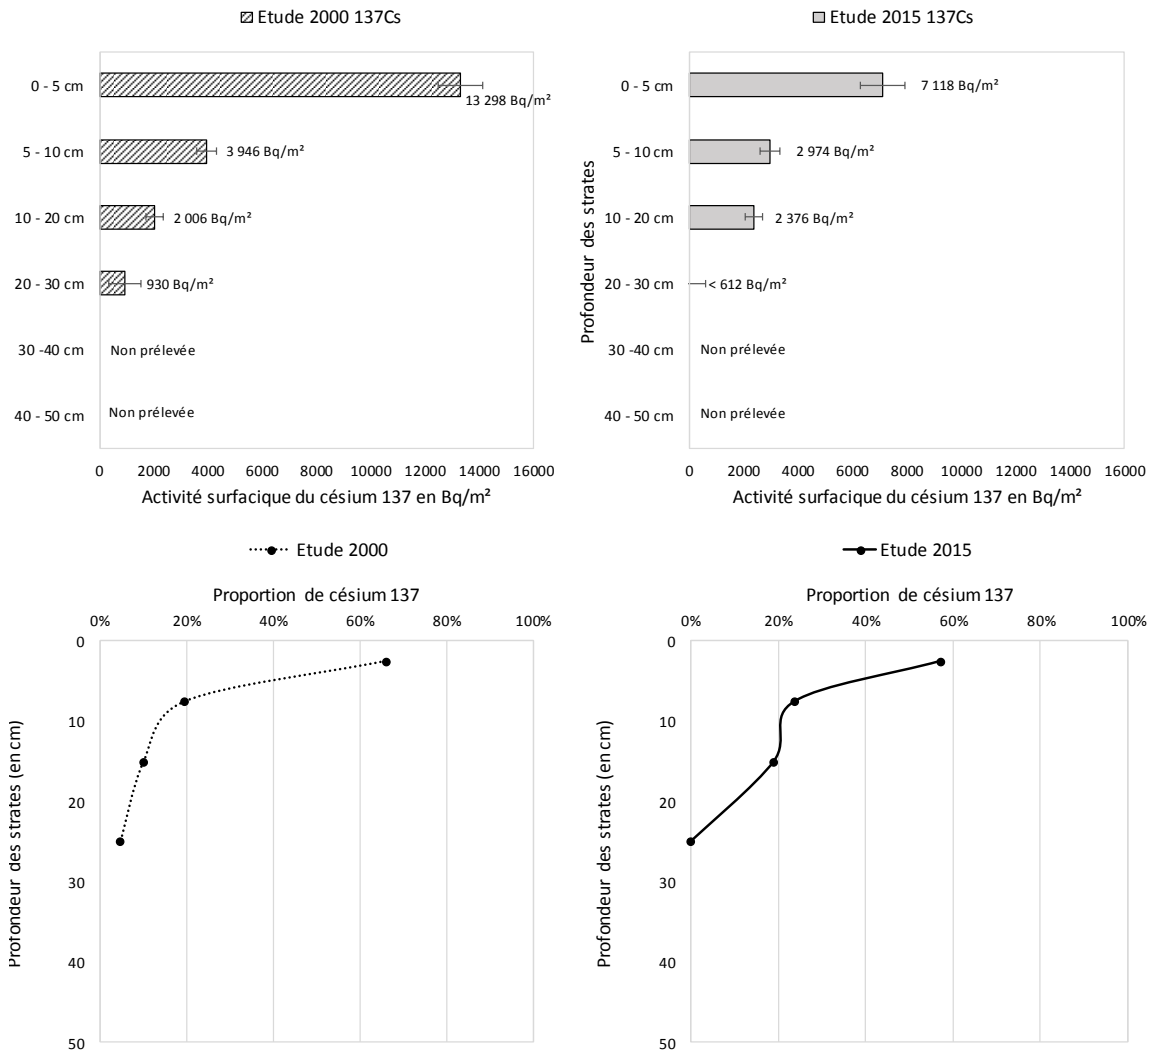 Etude 2000 137Cs
0 - 5 cm
13 298 Bq/m²
5 - 10 cm
3 946 Bq/m²
10 - 20 cm
2 006 Bq/m²
20 - 30 cm
930 Bq/m²
30 -40 cm
Non prélevée
40 - 50 cm
Non prélevée
0 2000 4000 6000 8000 10000 12000 14000 16000
Activité surfacique du césium 137 en Bq/m²
Etude 2015 137Cs
Profondeur des strates
0 - 5 cm
7 118 Bq/m²
5 - 10 cm
2 974 Bq/m²
10 - 20 cm
2 376 Bq/m²
20 - 30 cm
< 612 Bq/m²
30 -40 cm
Non prélevée
40 - 50 cm
Non prélevée
0 2000 4000 6000 8000 10000 12000 14000 16000
Activité surfacique du césium 137 en Bq/m²
Etude 2000
Proportion de césium 137
0% 20% 40% 60% 80% 100%
Profondeur des strates (en cm)
0
10
20
30
40
50
Etude 2015
Proportion de césium 137
0% 20% 40% 60% 80% 100%
Profondeur des strates (en cm)
0
10
20
30
40
50